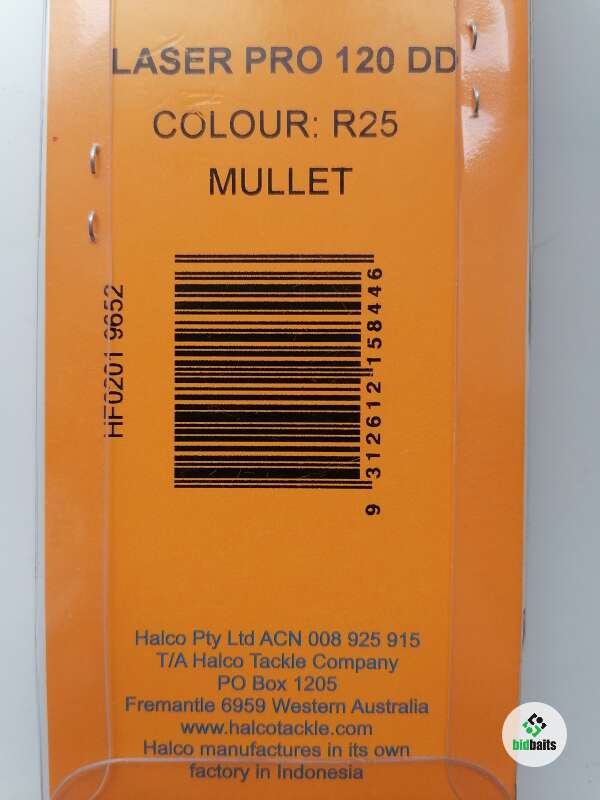 LASER PRO 120 DD
COLOUR: R25
MULLET
HF0201 9652
9 312612 158446
Halco Pty Ltd ACN 008 925 915
T/A Halco Tackle Company
PO Box 1205
Fremantle 6959 Western Australia
www.halcotackle.com
Halco manufactures in its own
factory in Indonesia
bidbaits